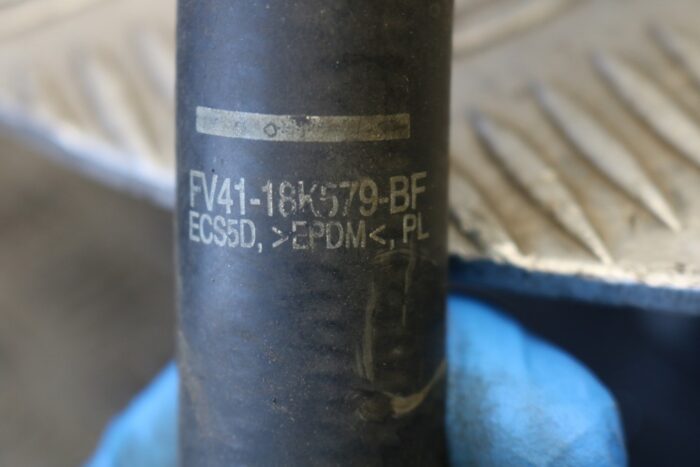 FV41-18K579-BF
ECS5D, >EPDM<, PL